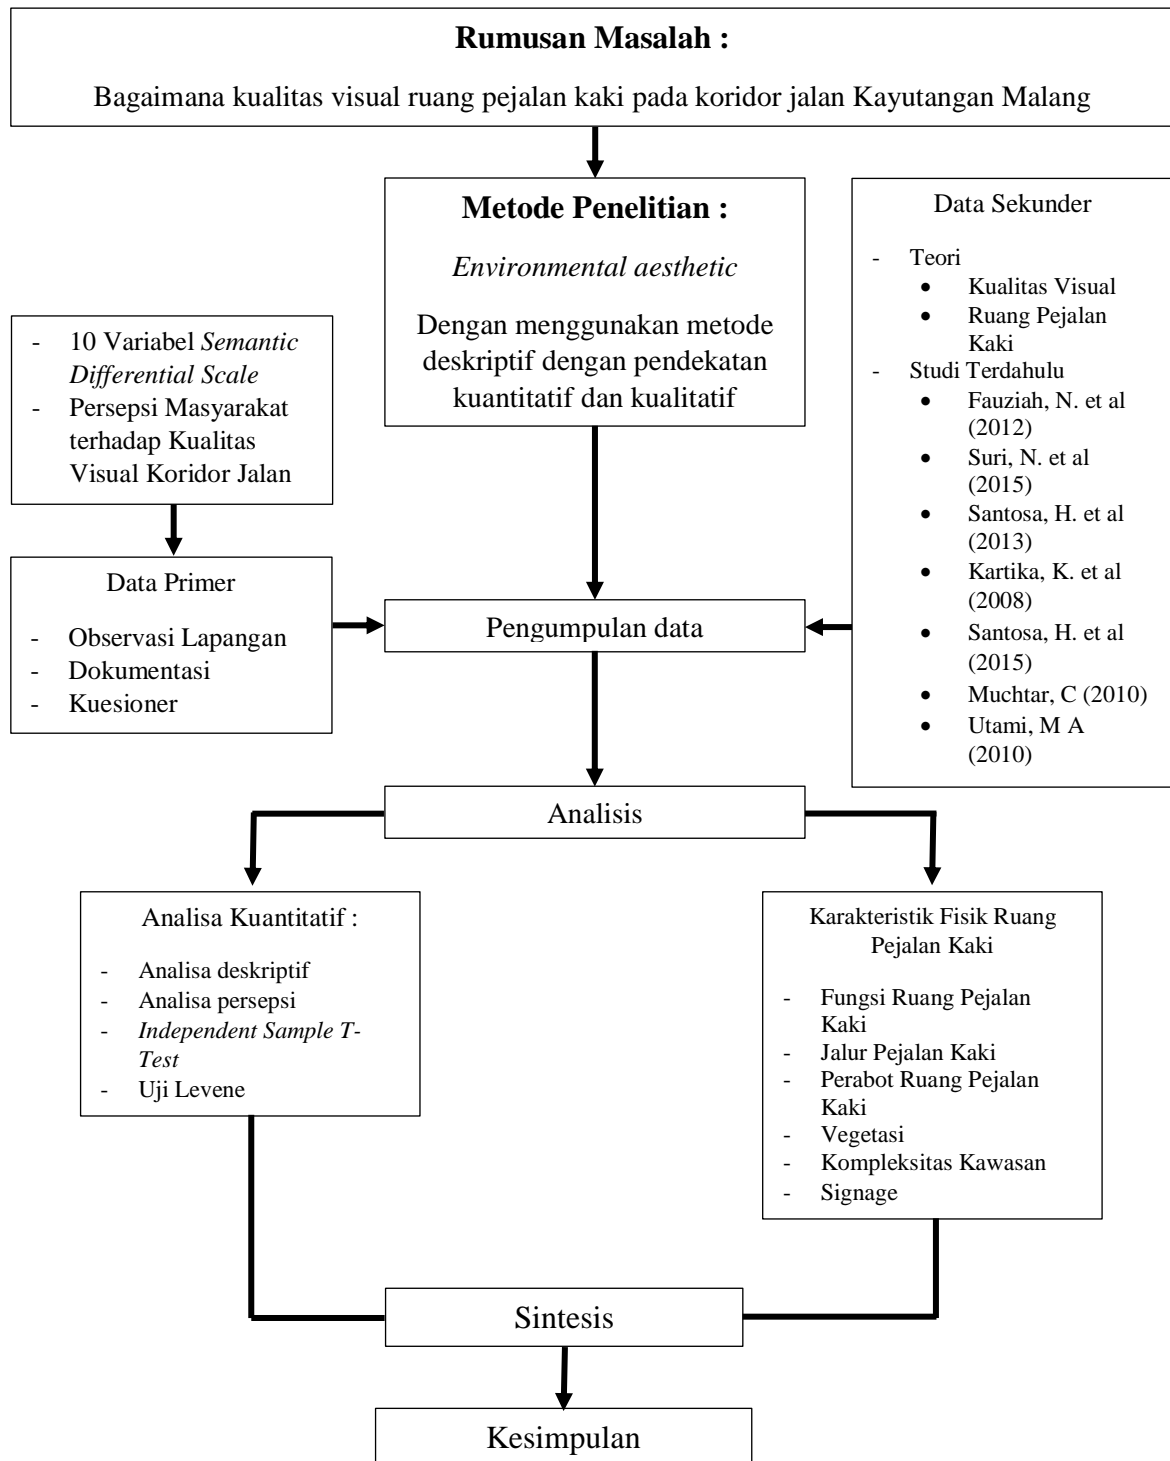 Rumusan Masalah :
Bagaimana kualitas visual ruang pejalan kaki pada koridor jalan Kayutangan Malang
Metode Penelitian :
Environmental aesthetic
Dengan menggunakan metode
deskriptif dengan pendekatan
kuantitatif dan kualitatif
Data Sekunder
- Teori
• Kualitas Visual
• Ruang Pejalan
Kaki
- Studi Terdahulu
• Fauziah, N. et al
(2012)
• Suri, N. et al
(2015)
• Santosa, H. et al
(2013)
• Kartika, K. et al
(2008)
• Santosa, H. et al
(2015)
• Muchtar, C (2010)
• Utami, M A
(2010)
- 10 Variabel Semantic
Differential Scale
- Persepsi Masyarakat
terhadap Kualitas
Visual Koridor Jalan
Data Primer
- Observasi Lapangan
- Dokumentasi
- Kuesioner
Pengumpulan data
Analisis
Analisa Kuantitatif :
- Analisa deskriptif
- Analisa persepsi
- Independent Sample T-
Test
- Uji Levene
Karakteristik Fisik Ruang
Pejalan Kaki
- Fungsi Ruang Pejalan
Kaki
- Jalur Pejalan Kaki
- Perabot Ruang Pejalan
Kaki
- Vegetasi
- Kompleksitas Kawasan
- Signage
Sintesis
Kesimpulan